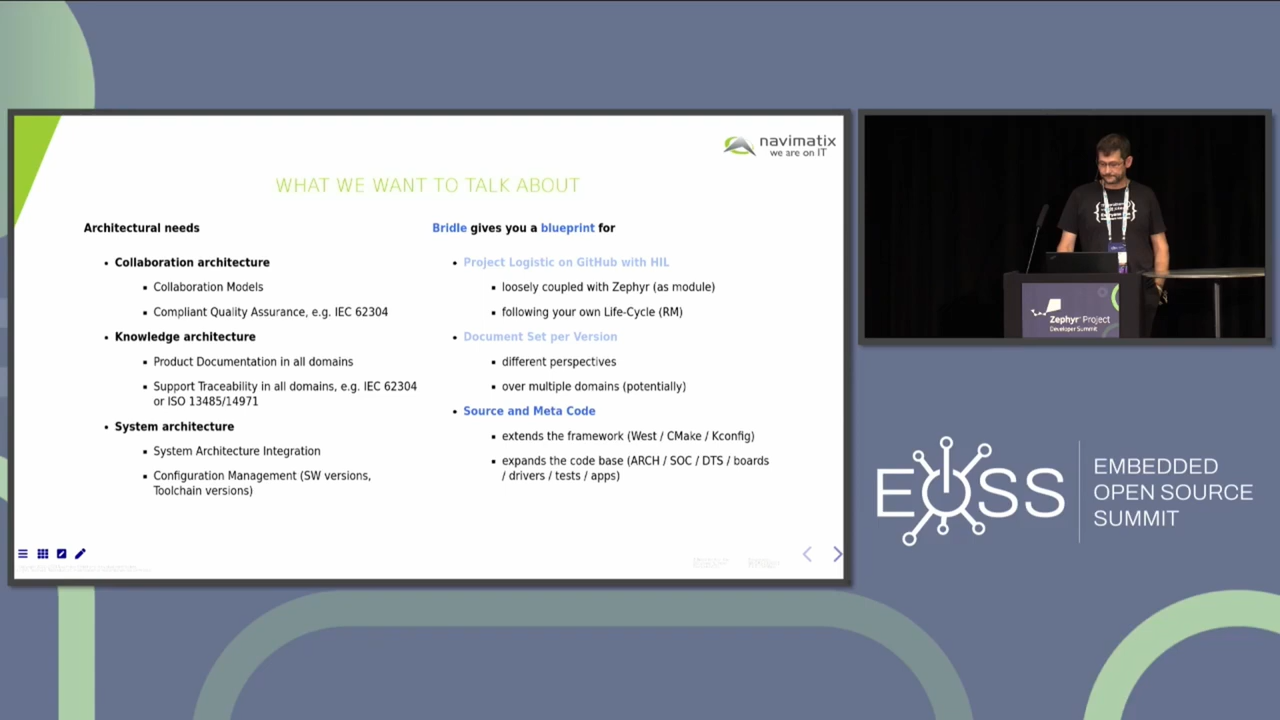 navimatix
we are on IT
WHAT WE WANT TO TALK ABOUT
Architectural needs
• Collaboration architecture
▪ Collaboration Models
▪ Compliant Quality Assurance, e.g. IEC 62304
• Knowledge architecture
▪ Product Documentation in all domains
▪ Support Traceability in all domains, e.g. IEC 62304
or ISO 13485/14971
• System architecture
▪ System Architecture Integration
▪ Configuration Management (SW versions,
Toolchain versions)
Bridle gives you a blueprint for
• Project Logistic on GitHub with HIL
▪ loosely coupled with Zephyr (as module)
▪ following your own Life-Cycle (RM)
• Document Set per Version
▪ different perspectives
▪ over multiple domains (potentially)
• Source and Meta Code
▪ extends the framework (West / CMake / Kconfig)
▪ expands the code base (ARCH / SOC / DTS / boards
/ drivers / tests / apps)
Zephyr Project
Developer Summit
EOSS
EMBEDDED
OPEN SOURCE
SUMMIT